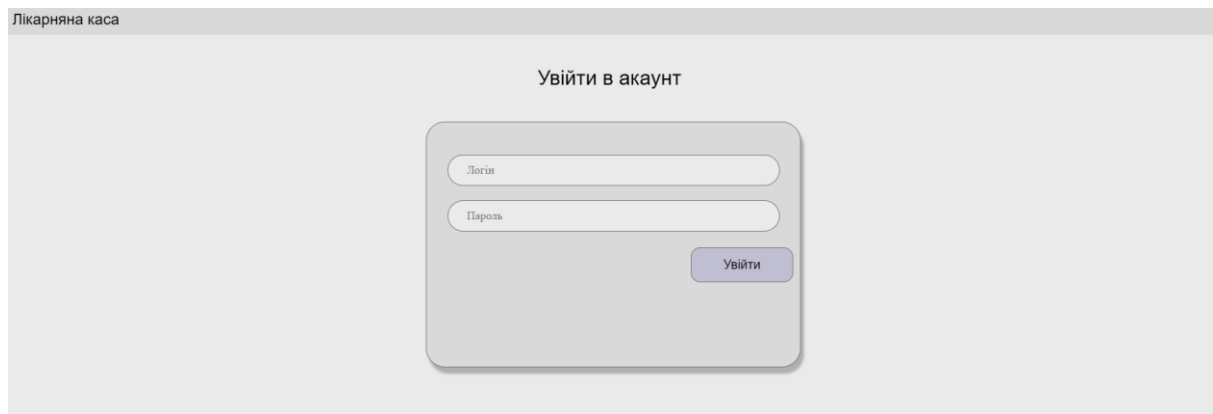 Лікарняна каса
Увійти в акаунт
Логін
Пароль
Увійти